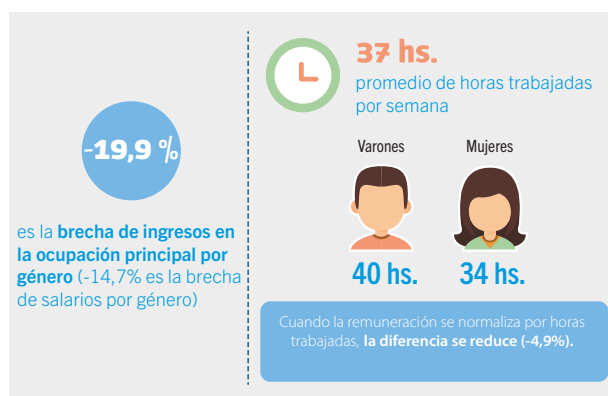 -19,9 %
es la brecha de ingresos en
la ocupación principal por
género (-14,7% es la brecha
de salarios por género)
37 hs.
promedio de horas trabajadas
por semana
Varones
Mujeres
40 hs.
34 hs.
Cuando la remuneración se normaliza por horas
trabajadas, la diferencia se reduce (-4,9%).